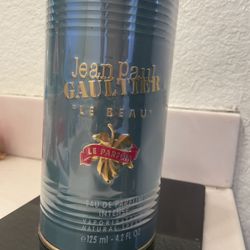 Jean Paul
GAULTIER
"LE BEAU"
LE PARFUM
EAU DE PARFUM
INTENSE
VAPORISATEUR
NATURAL SPRAY
℮125 ml - 4.2 FL. OZ